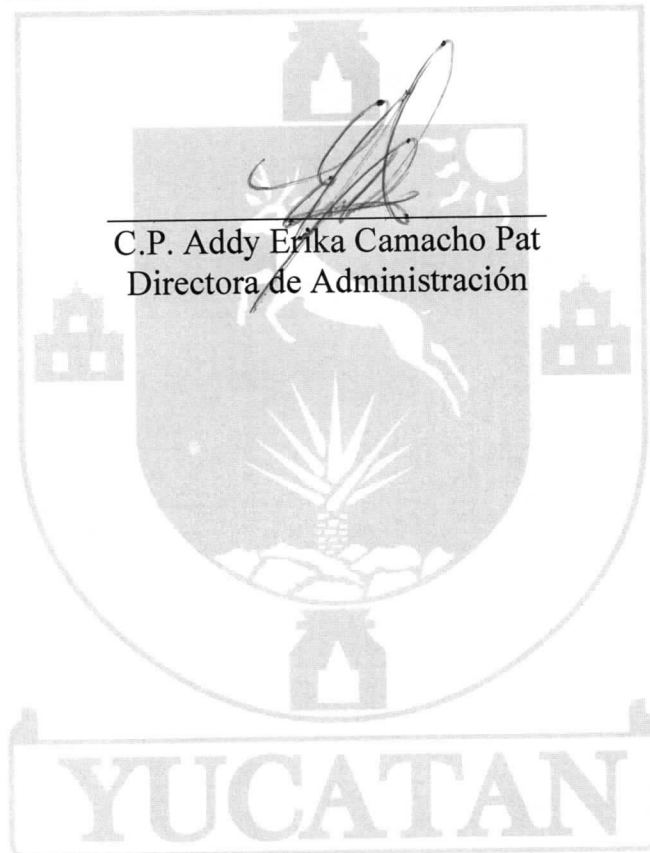 C.P. Addy Erika Camacho Pat
Directora de Administración
YUCATAN